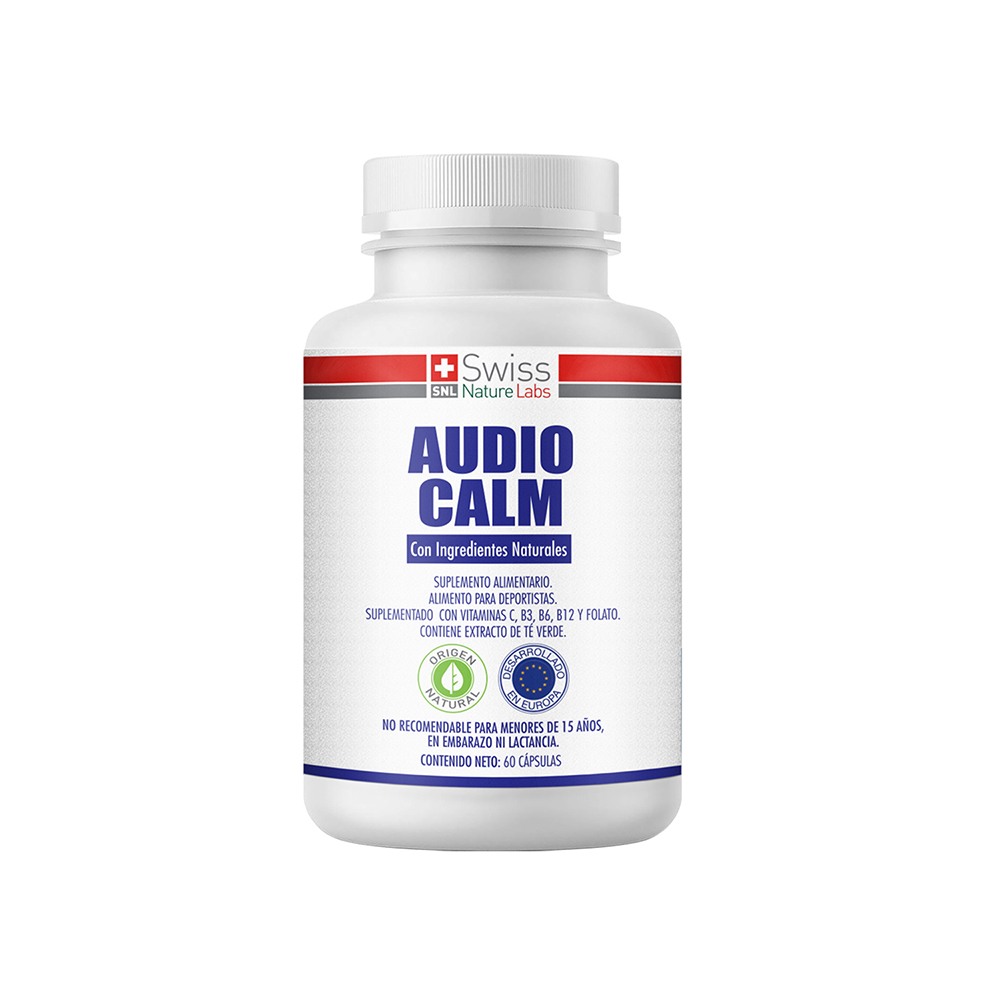 Swiss
SNL NatureLabs
AUDIO
CALM
Con Ingredientes Naturales
SUPLEMENTO ALIMENTARIO.
ALIMENTO PARA DEPORTISTAS.
SUPLEMENTADO CON VITAMINAS C, B3, B6, B12 Y FOLATO.
CONTIENE EXTRACTO DE TÉ VERDE.
ORIGEN
NATURAL
DESARROLLADO
EN EUROPA
NO RECOMENDABLE PARA MENORES DE 15 AÑOS,
EN EMBARAZO NI LACTANCIA.
CONTENIDO NETO: 60 CÁPSULAS